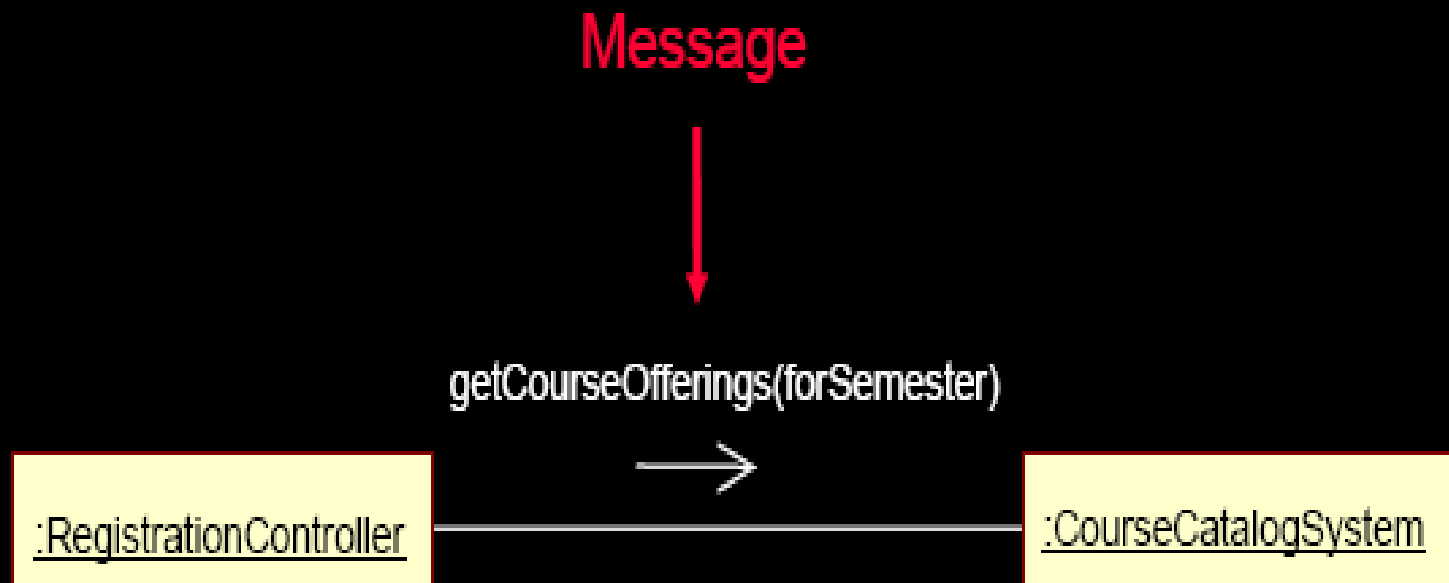 Message
getCourseOfferings(forSemester)
:RegistrationController
:CourseCatalogSystem